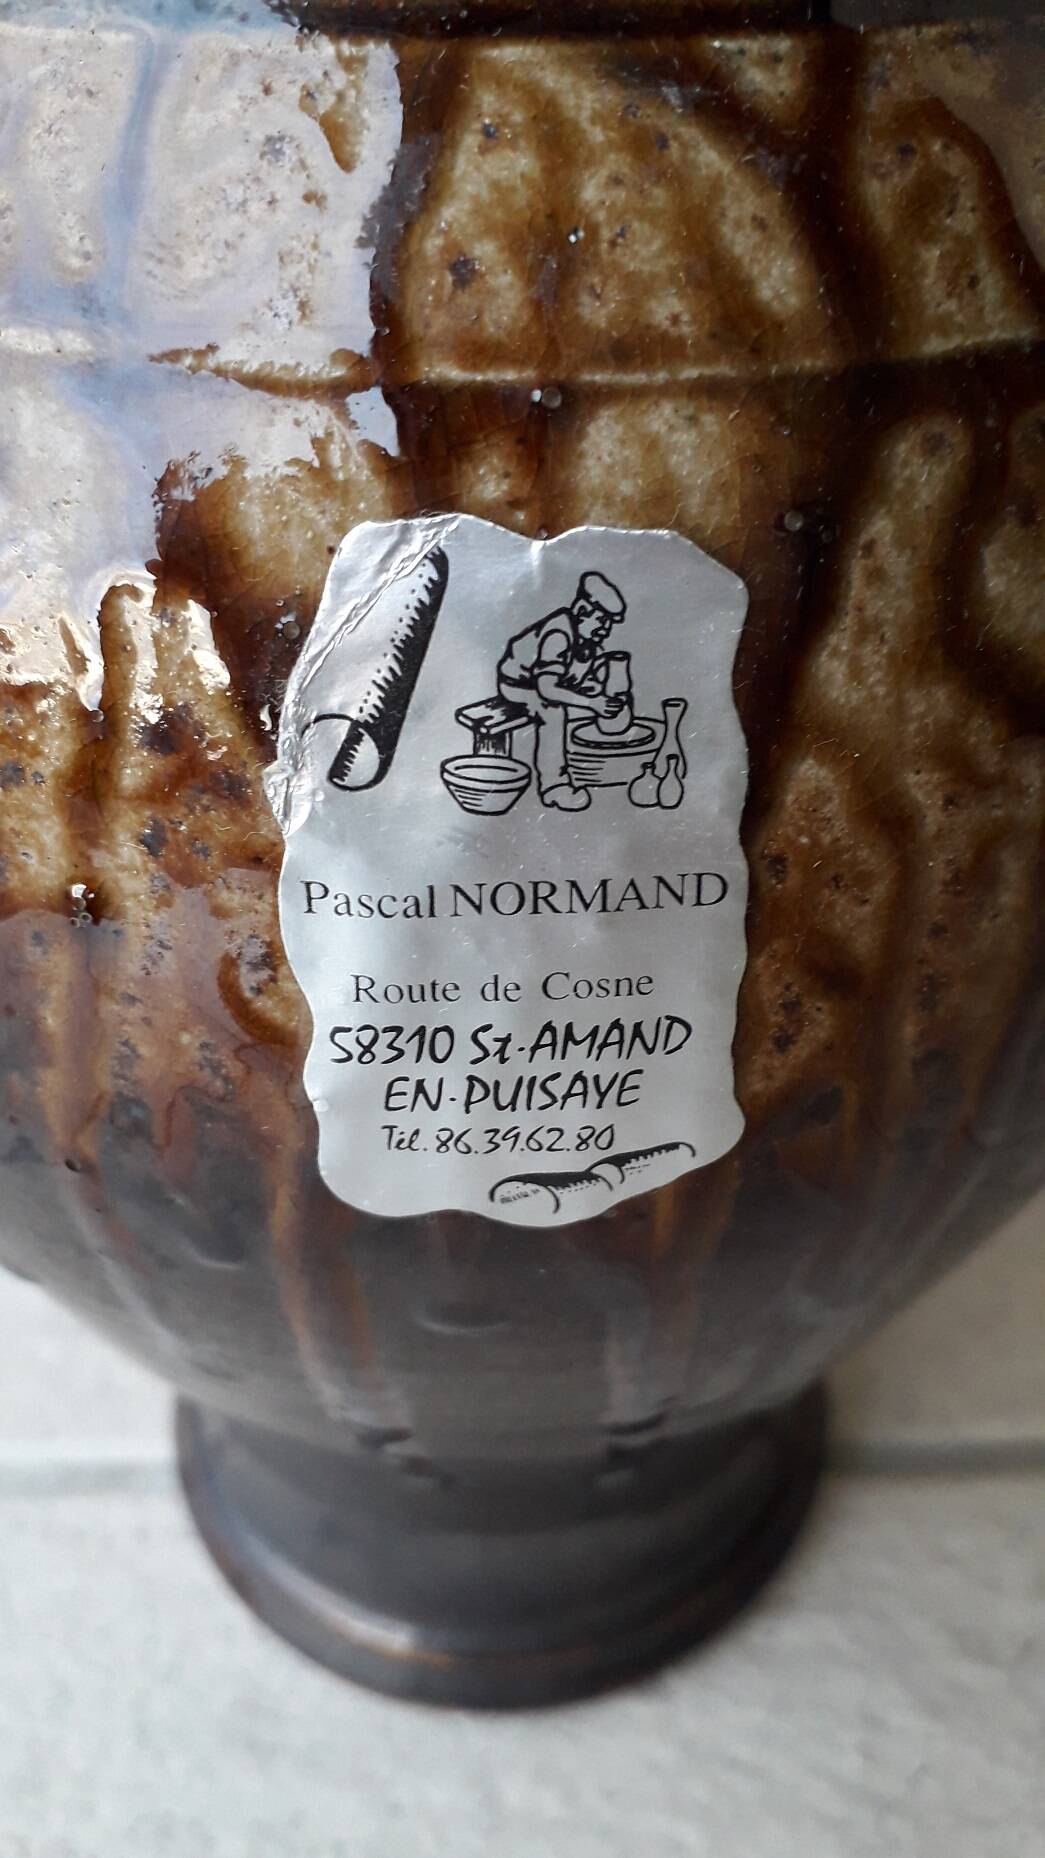 Pascal NORMAND
Route de Cosne
58310 St-AMAND
EN-PUISAYE
Tél. 86.39.62.80